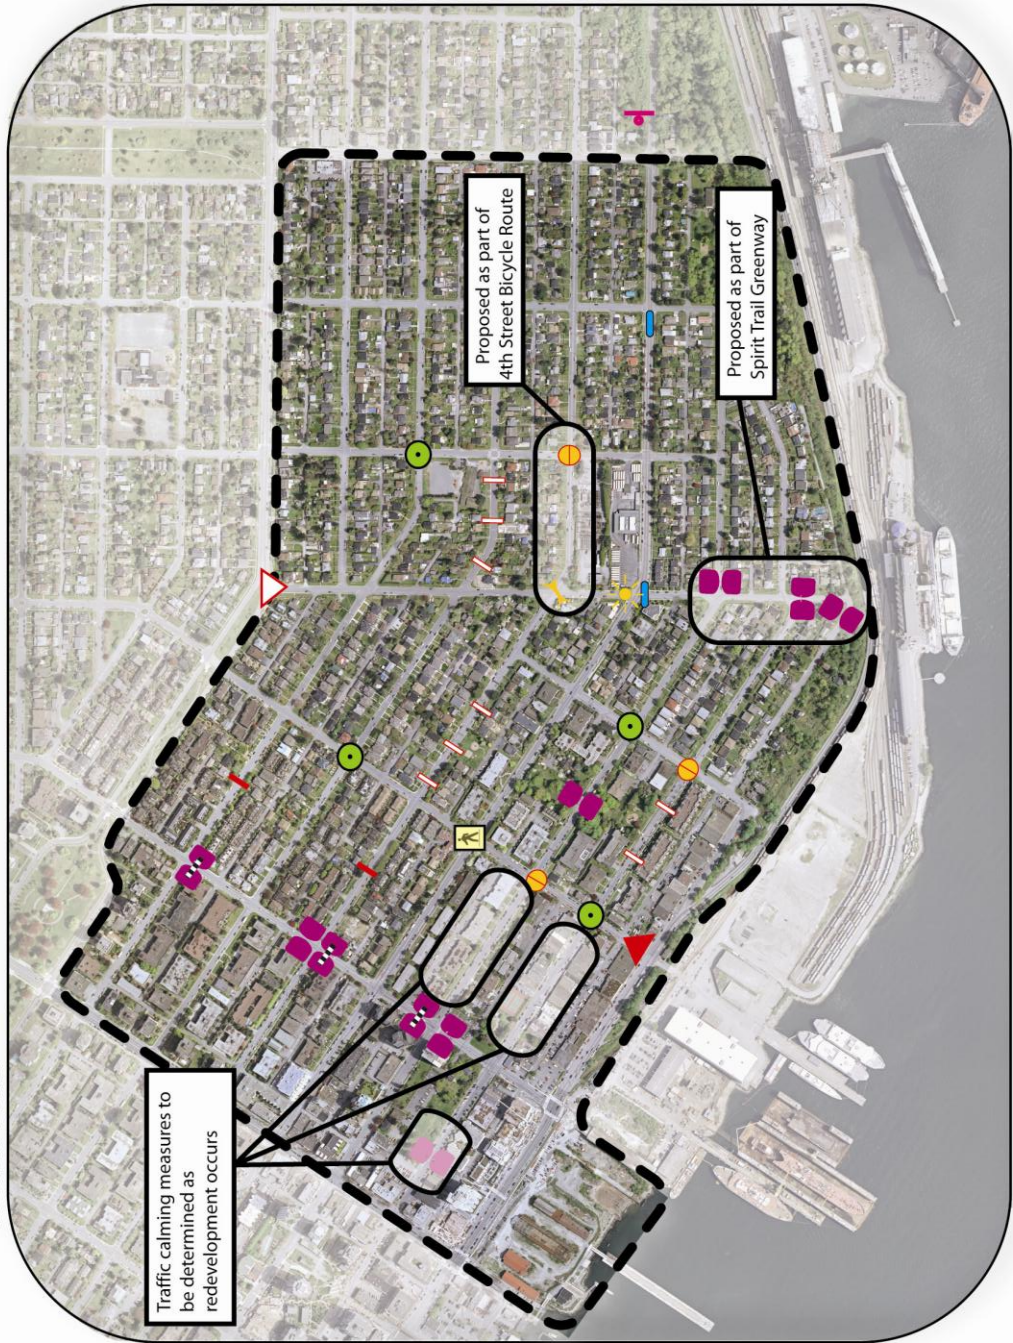 Traffic calming measures to
be determined as
redevelopment occurs
Proposed as part of
4th Street Bicycle Route
Proposed as part of
Spirit Trail Greenway